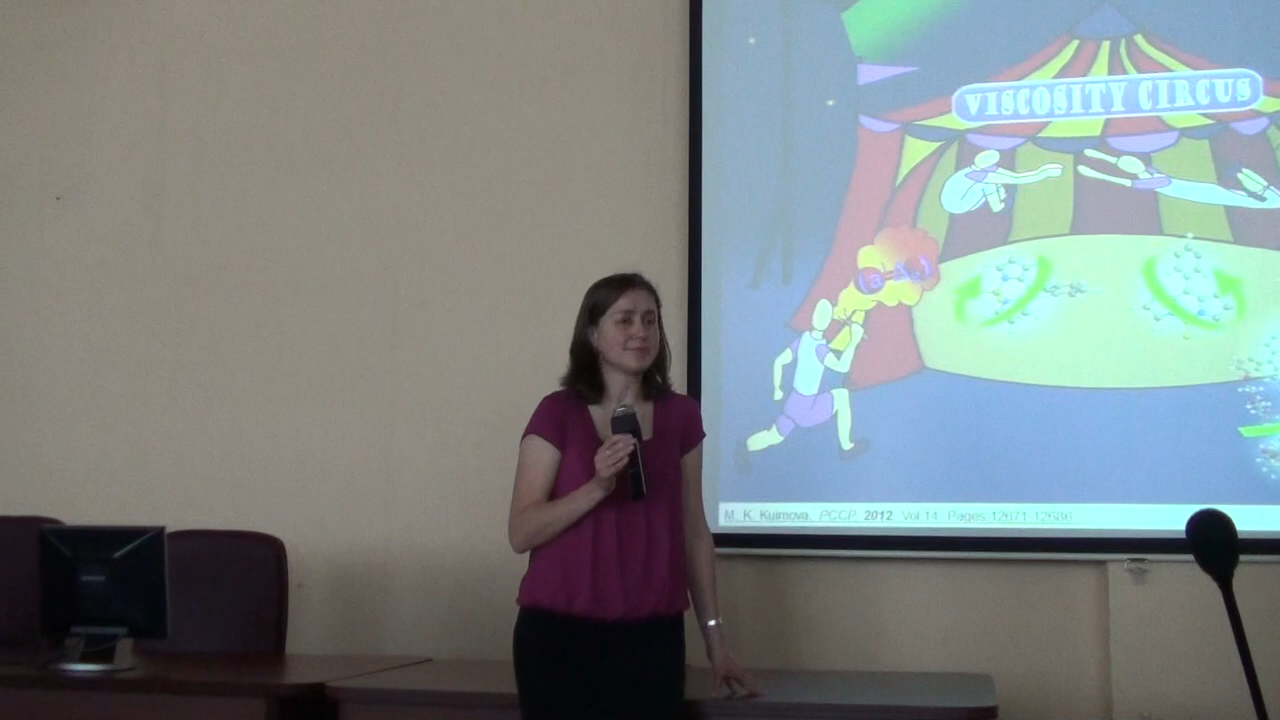 VISCOSITY CIRCUS
M. K. Kuimova, PCCP, 2012, Vol.14, Pages 12671-12686